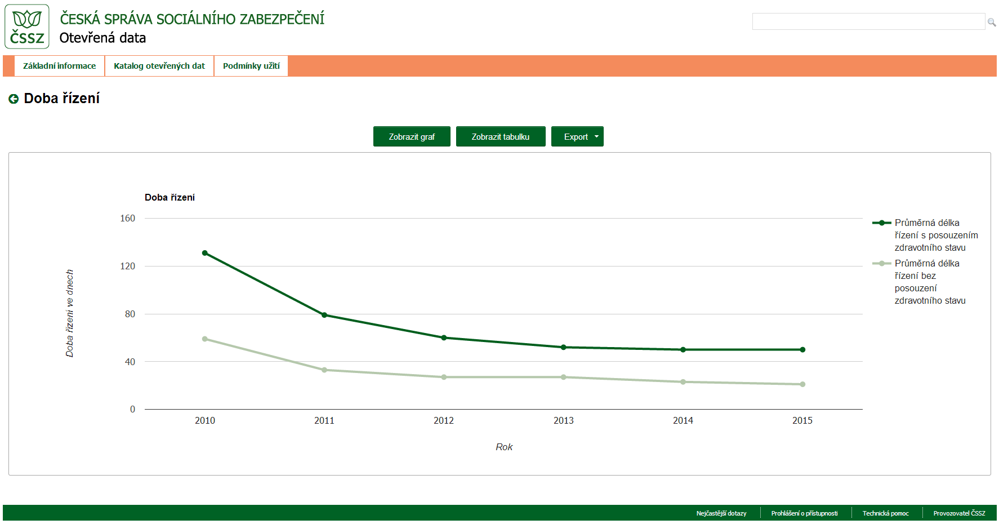 ČSSZ
ČESKÁ SPRÁVA SOCIÁLNÍHO ZABEZPEČENÍ
Otevřená data
Základní informace
Katalog otevřených dat
Podmínky užití
Doba řízení
Zobrazit graf
Zobrazit tabulku
Export
Doba řízení
160
120
80
40
0
Doba řízení ve dnech
2010
2011
2012
2013
2014
2015
Rok
Průměrná délka
řízení s posouzením
zdravotního stavu
Průměrná délka
řízení bez
posouzení
zdravotního stavu
Nejčastější dotazy
Prohlášení o přístupnosti
Technická pomoc
Provozovatel ČSSZ